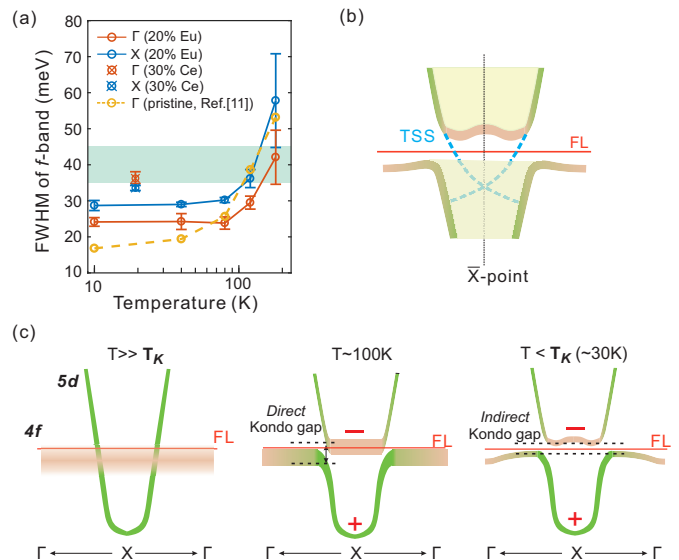 (a)
FWHM of f-band (meV)
80
70
60
50
40
30
20
10
Γ (20% Eu)
X (20% Eu)
Γ (30% Ce)
X (30% Ce)
Γ (pristine, Ref.[11])
10
100
Temperature (K)
(b)
TSS
FL
X̅-point
(c)
T>> TK
5d
4f
FL
Γ X Γ
T~100K
Direct
Kondo gap
−
FL
+
Γ X Γ
T < TK (~30K)
Indirect
Kondo gap
−
FL
+
Γ X Γ